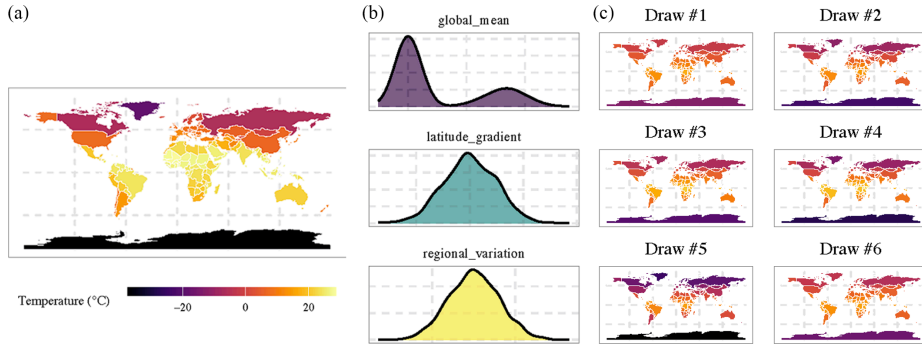 (a)
Temperature (°C)
−20
0
20
(b)
global_mean
latitude_gradient
regional_variation
(c)
Draw #1
Draw #2
Draw #3
Draw #4
Draw #5
Draw #6